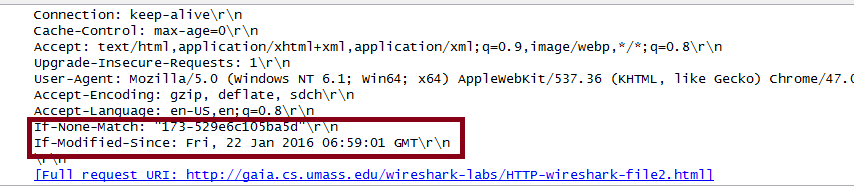 Connection: keep-alive\r\n
Cache-Control: max-age=0\r\n
Accept: text/html,application/xhtml+xml,application/xml;q=0.9,image/webp,*/*;q=0.8\r\n
Upgrade-Insecure-Requests: 1\r\n
User-Agent: Mozilla/5.0 (Windows NT 6.1; Win64; x64) AppleWebKit/537.36 (KHTML, like Gecko) Chrome/47.0
Accept-Encoding: gzip, deflate, sdch\r\n
Accept-Language: en-US,en;q=0.8\r\n
If-None-Match: "173-529e6c105ba5d"\r\n
If-Modified-Since: Fri, 22 Jan 2016 06:59:01 GMT\r\n
\r\n
[Full request URI: http://gaia.cs.umass.edu/wireshark-labs/HTTP-wireshark-file2.html]